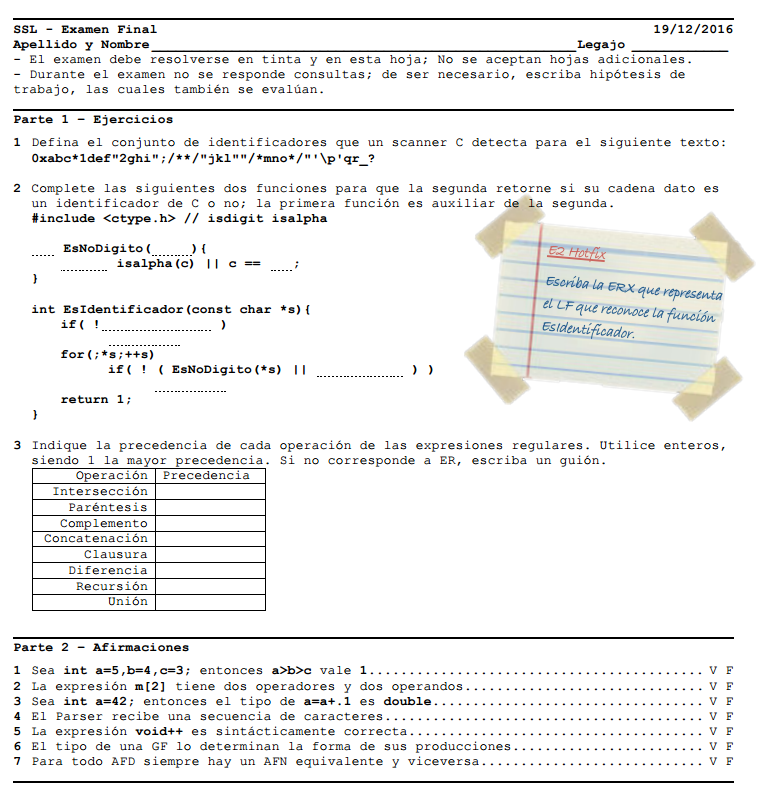 SSL - Examen Final 19/12/2016
Apellido y Nombre____________________________________________Legajo ____________
- El examen debe resolverse en tinta y en esta hoja; No se aceptan hojas adicionales.
- Durante el examen no se responde consultas; de ser necesario, escriba hipótesis de
trabajo, las cuales también se evalúan.
Parte 1 – Ejercicios
1 Defina el conjunto de identificadores que un scanner C detecta para el siguiente texto:
0xabc*1def"2ghi";/**/"jkl""/*mno*/"'\p'qr_?
2 Complete las siguientes dos funciones para que la segunda retorne si su cadena dato es
un identificador de C o no; la primera función es auxiliar de la segunda.
#include <ctype.h> // isdigit isalpha
..... EsNoDigito(........){
......... isalpha(c) || c == ....;
}
int EsIdentificador(const char *s){
if( !...................... )
..............
for(;*s;++s)
if( ! ( EsNoDigito(*s) || ................. ) )
..............
return 1;
}
E2 Hotfix
Escriba la ERX que representa
el LF que reconoce la función
EsIdentificador.
3 Indique la precedencia de cada operación de las expresiones regulares. Utilice enteros,
siendo 1 la mayor precedencia. Si no corresponde a ER, escriba un guión.
Operación Precedencia
Intersección
Paréntesis
Complemento
Concatenación
Clausura
Diferencia
Recursión
Unión
Parte 2 – Afirmaciones
1 Sea int a=5,b=4,c=3; entonces a>b>c vale 1.......................................... V F
2 La expresión m[2] tiene dos operadores y dos operandos.............................. V F
3 Sea int a=42; entonces el tipo de a=a+.1 es double.................................. V F
4 El Parser recibe una secuencia de caracteres........................................ V F
5 La expresión void++ es sintácticamente correcta..................................... V F
6 El tipo de una GF lo determinan la forma de sus producciones........................ V F
7 Para todo AFD siempre hay un AFN equivalente y viceversa............................ V F